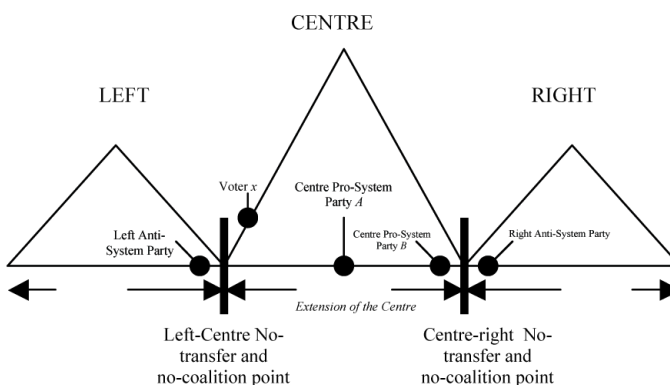 CENTRE
LEFT
RIGHT
Voter x
Centre Pro-System
Party A
Left Anti-
System Party
Centre Pro-System
Party B
Right Anti-System Party
Extension of the Centre
Left-Centre No-
transfer and
no-coalition point
Centre-right No-
transfer and
no-coalition point